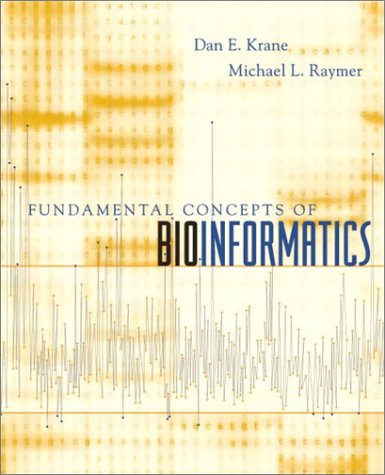 Dan E. Krane
Michael L. Raymer
FUNDAMENTAL CONCEPTS OF
BIOINFORMATICS